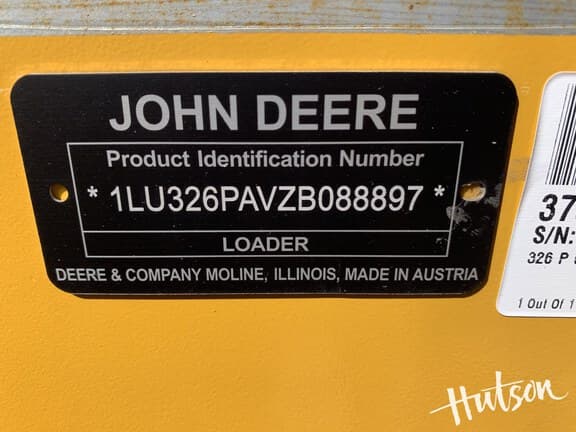 JOHN DEERE
Product Identification Number
* 1LU326PAVZB088897 *
LOADER
DEERE & COMPANY MOLINE, ILLINOIS, MADE IN AUSTRIA
37
S/N:
326 P
1 Out Of 1
Hutson